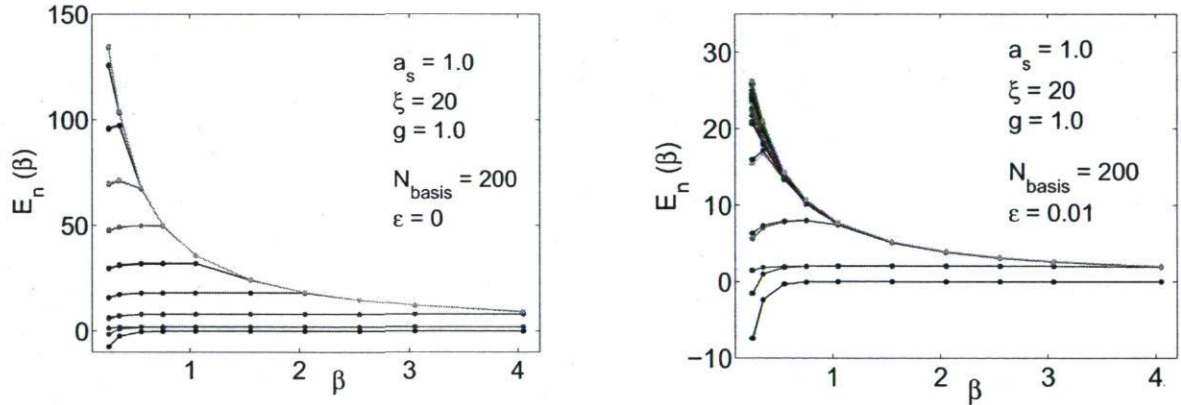 150
100
50
0
E_n (β)
a_s = 1.0
ξ = 20
g = 1.0
N_basis = 200
ε = 0
1 2 3 4
β
30
20
10
0
−10
E_n (β)
a_s = 1.0
ξ = 20
g = 1.0
N_basis = 200
ε = 0.01
1 2 3 4
β